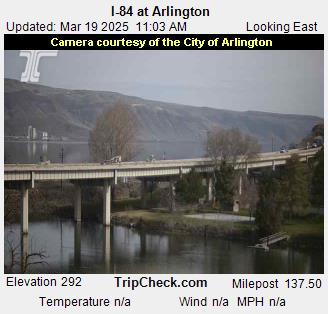 I-84 at Arlington
Updated: Mar 19 2025 11:03 AM Looking East
Camera courtesy of the City of Arlington
Elevation 292 TripCheck.com Milepost 137.50
Temperature n/a Wind n/a MPH n/a